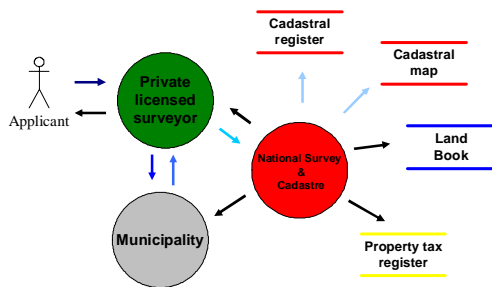 Cadastral
register
Cadastral
map
Private
licensed
surveyor
Applicant
Land
Book
National Survey
&
Cadastre
Municipality
Property tax
register